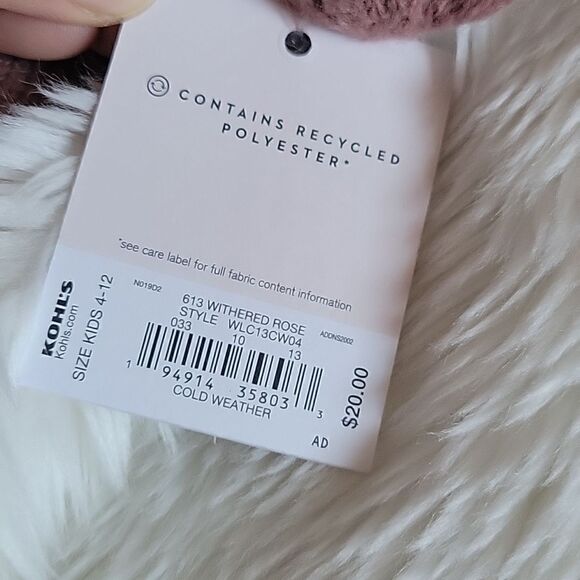 CONTAINS RECYCLED
POLYESTER*
*see care label for full fabric content information
KOHL'S
Kohls.com
SIZE KIDS 4-12
N019D2
613 WITHERED ROSE
STYLE WLC13CW04
ADDNS2002
033 10 13
1 94914 35803 3
COLD WEATHER
$20.00
AD